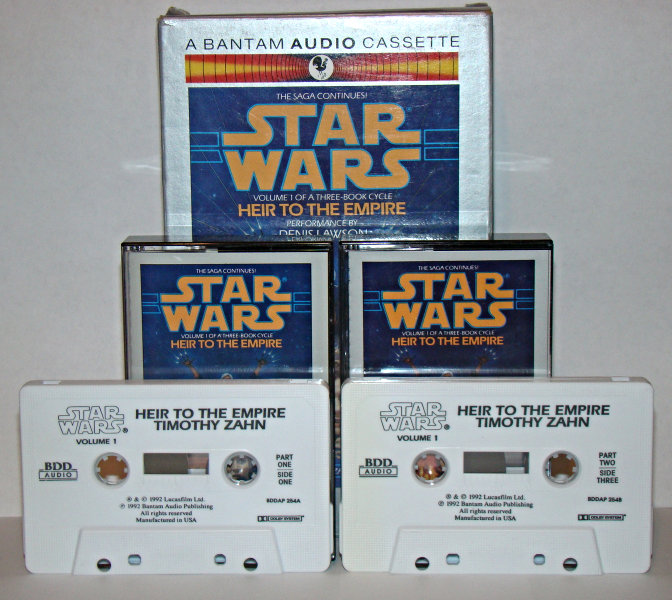 A BANTAM AUDIO CASSETTE
THE SAGA CONTINUES!
STAR
WARS®
VOLUME 1 OF A THREE-BOOK CYCLE
HEIR TO THE EMPIRE
PERFORMANCE BY
DENIS LAWSON
THE SAGA CONTINUES!
STAR
WARS
VOLUME 1 OF A THREE-BOOK CYCLE
HEIR TO THE EMPIRE
THE SAGA CONTINUES!
STAR
WARS
VOLUME 1 OF A THREE-BOOK CYCLE
HEIR TO THE EMPIRE
STAR
WARS®
VOLUME 1
HEIR TO THE EMPIRE
TIMOTHY ZAHN
BDD
AUDIO
PART
ONE
SIDE
ONE
® & © 1992 Lucasfilm Ltd.
℗ 1992 Bantam Audio Publishing
All rights reserved
Manufactured in USA
BDDAP 254A
DOLBY SYSTEM
STAR
WARS®
VOLUME 1
HEIR TO THE EMPIRE
TIMOTHY ZAHN
BDD
AUDIO
PART
TWO
SIDE
THREE
® & © 1992 Lucasfilm Ltd.
℗ 1992 Bantam Audio Publishing
All rights reserved
Manufactured in USA
BDDAP 254B
DOLBY SYSTEM